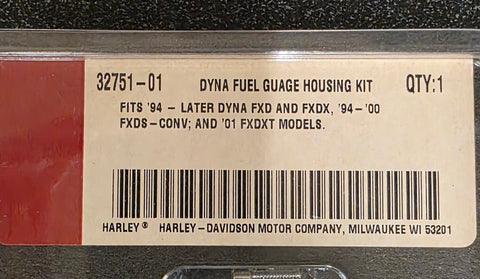 32751-01 DYNA FUEL GUAGE HOUSING KIT QTY:1
FITS '94 - LATER DYNA FXD AND FXDX, '94-'00
FXDS-CONV; AND '01 FXDXT MODELS.
HARLEY® HARLEY-DAVIDSON MOTOR COMPANY, MILWAUKEE WI 53201